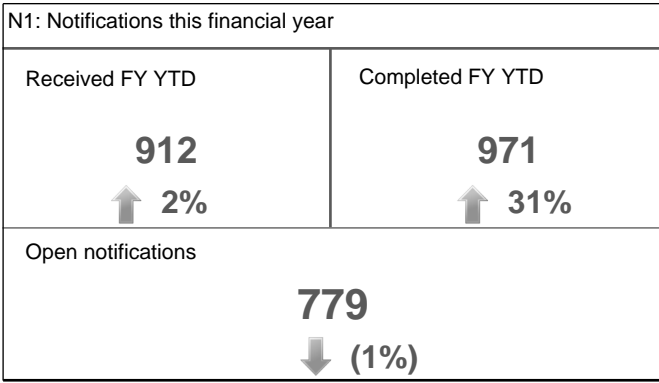 N1: Notifications this financial year
Received FY YTD
912
2%
Completed FY YTD
971
31%
Open notifications
779
(1%)